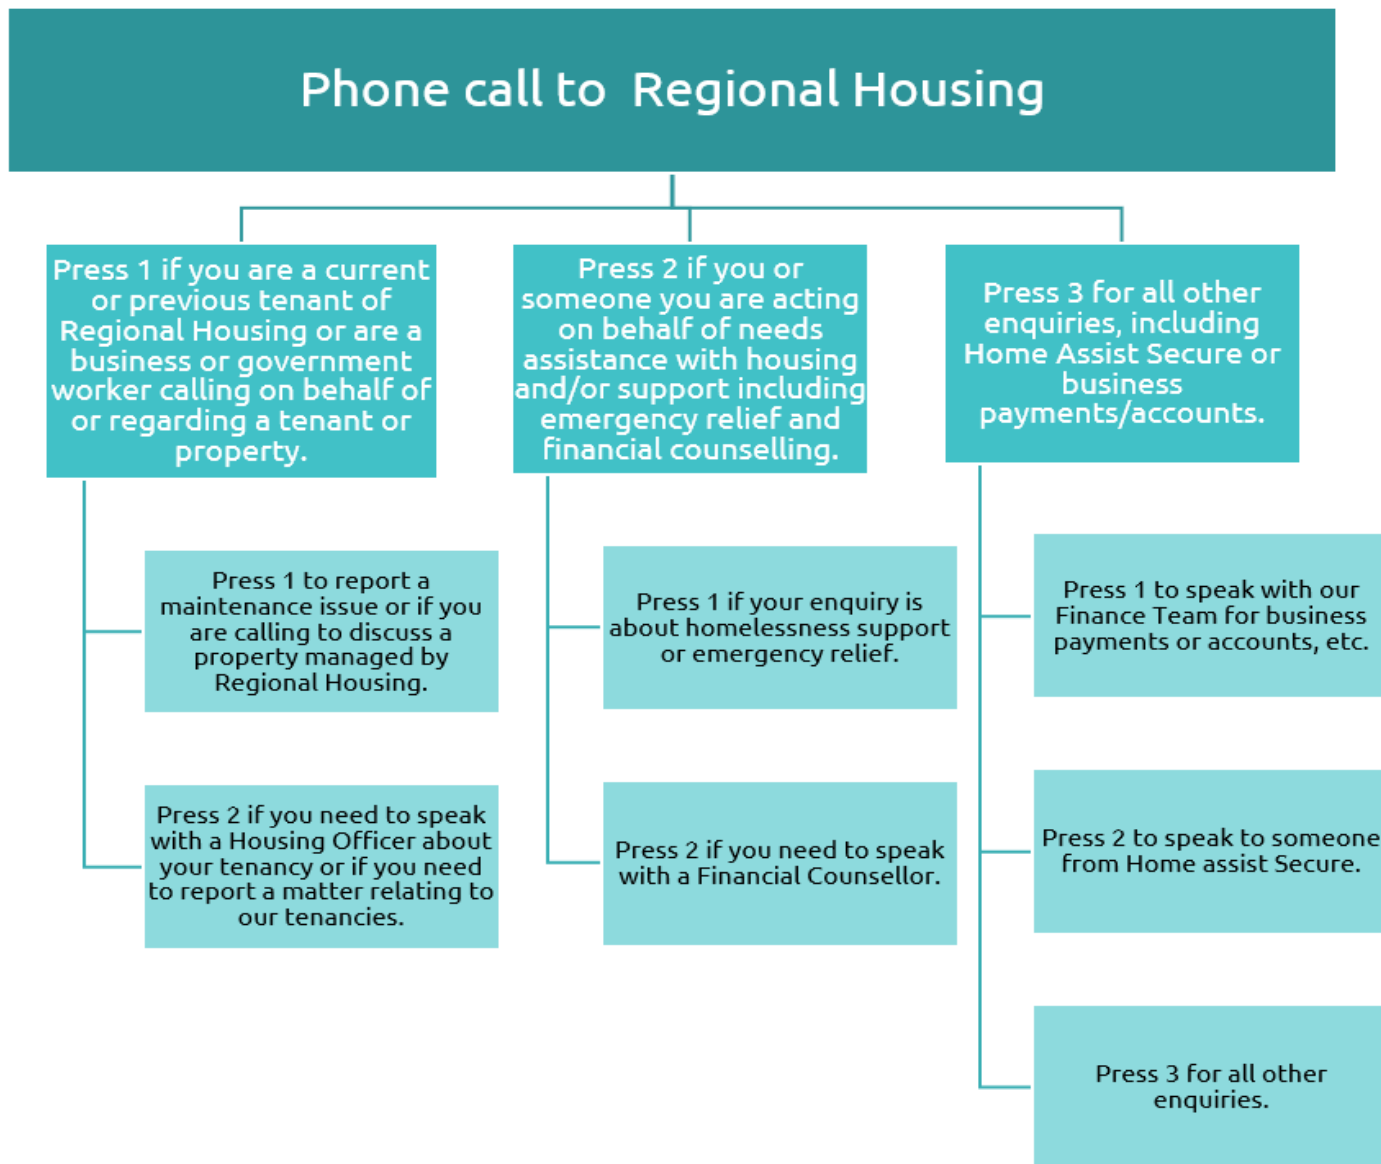 Phone call to  Regional Housing
Press 1 if you are a current
or previous tenant of
Regional Housing or are a
business or government
worker calling on behalf of
or regarding a tenant or
property.
Press 1 to report a
maintenance issue or if you
are calling to discuss a
property managed by
Regional Housing.
Press 2 if you need to speak
with a Housing Officer about
your tenancy or if you need
to report a matter relating to
our tenancies.
Press 2 if you or
someone you are acting
on behalf of needs
assistance with housing
and/or support including
emergency relief and
financial counselling.
Press 1 if your enquiry is
about homelessness support
or emergency relief.
Press 2 if you need to speak
with a Financial Counsellor.
Press 3 for all other
enquiries, including
Home Assist Secure or
business
payments/accounts.
Press 1 to speak with our
Finance Team for business
payments or accounts, etc.
Press 2 to speak to someone
from Home assist Secure.
Press 3 for all other
enquiries.